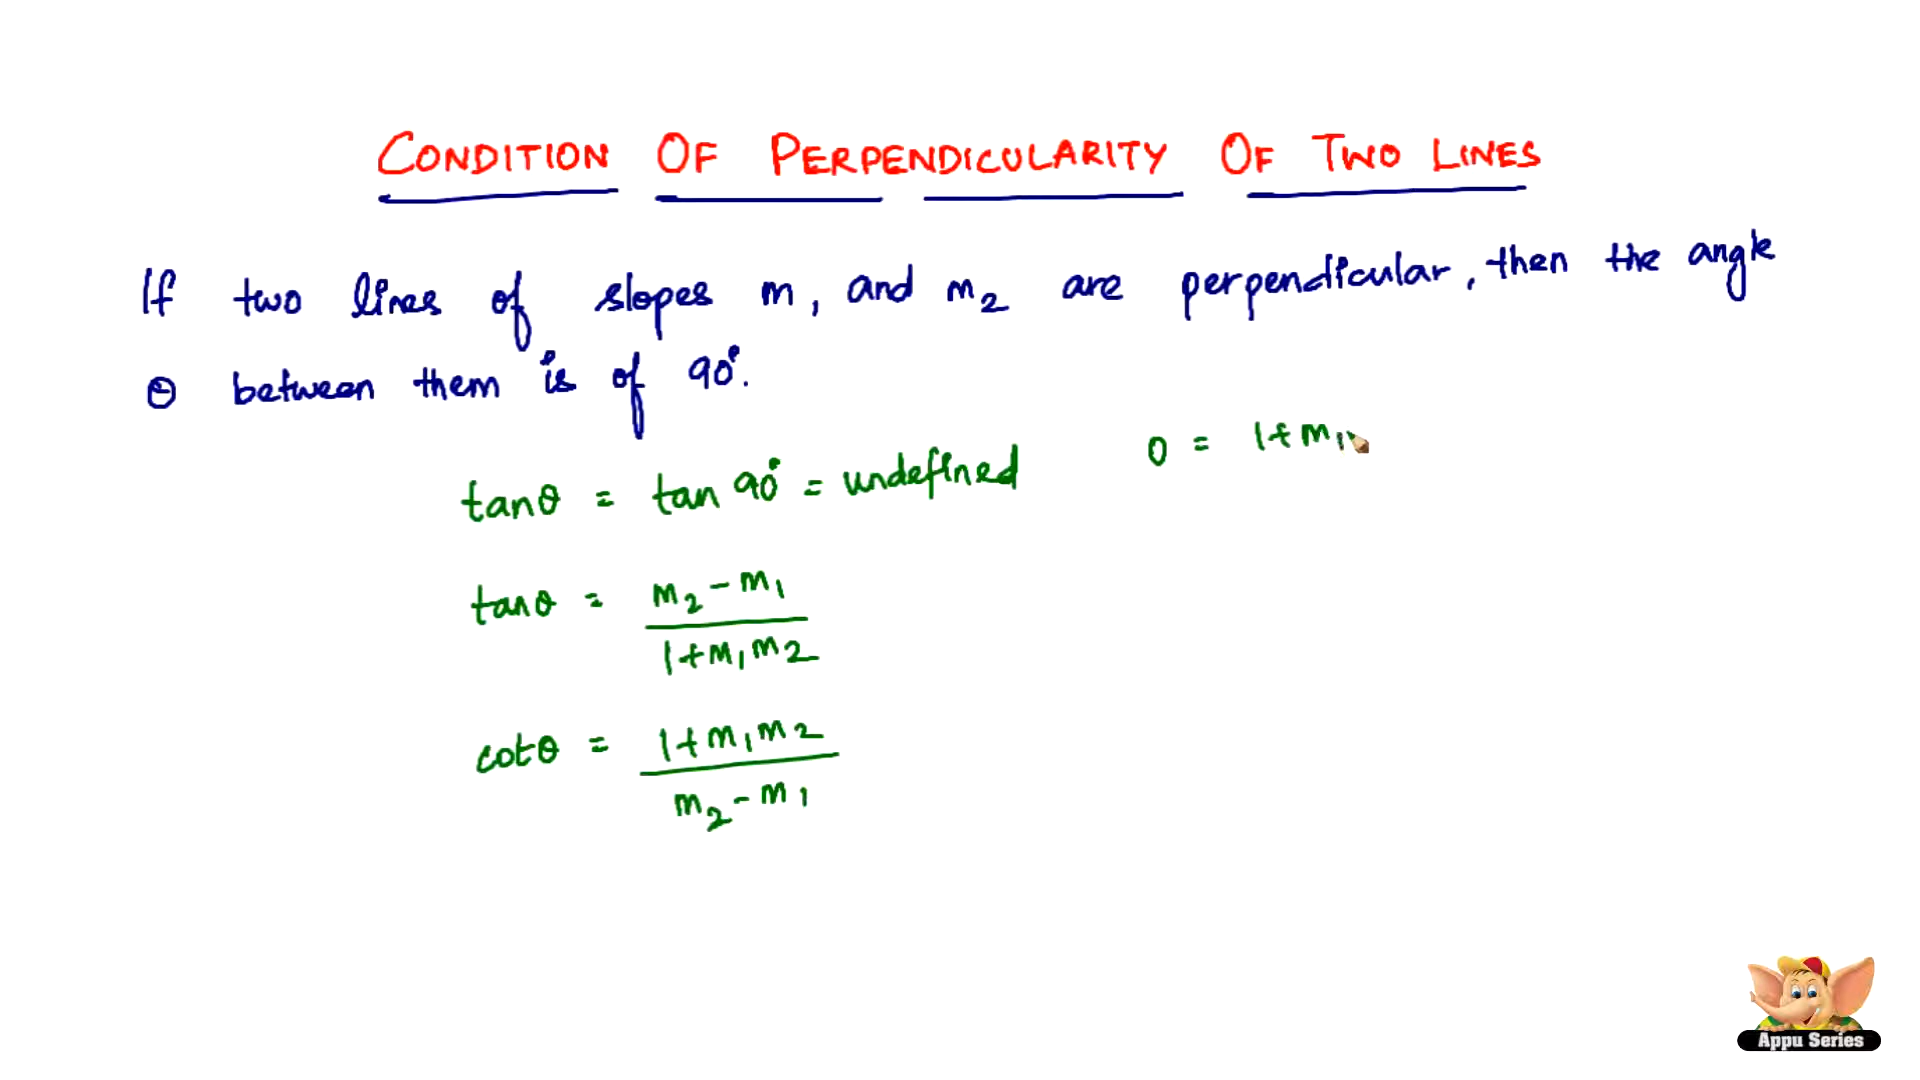 CONDITION OF PERPENDICULARITY OF TWO LINES
If two lines of slopes m₁ and m₂ are perpendicular, then the angle
θ between them is of 90°.
tanθ = tan 90° = undefined
0 = 1+m₁
tanθ = m₂-m₁
1+m₁m₂
cotθ = 1+m₁m₂
m₂-m₁
Appu Series